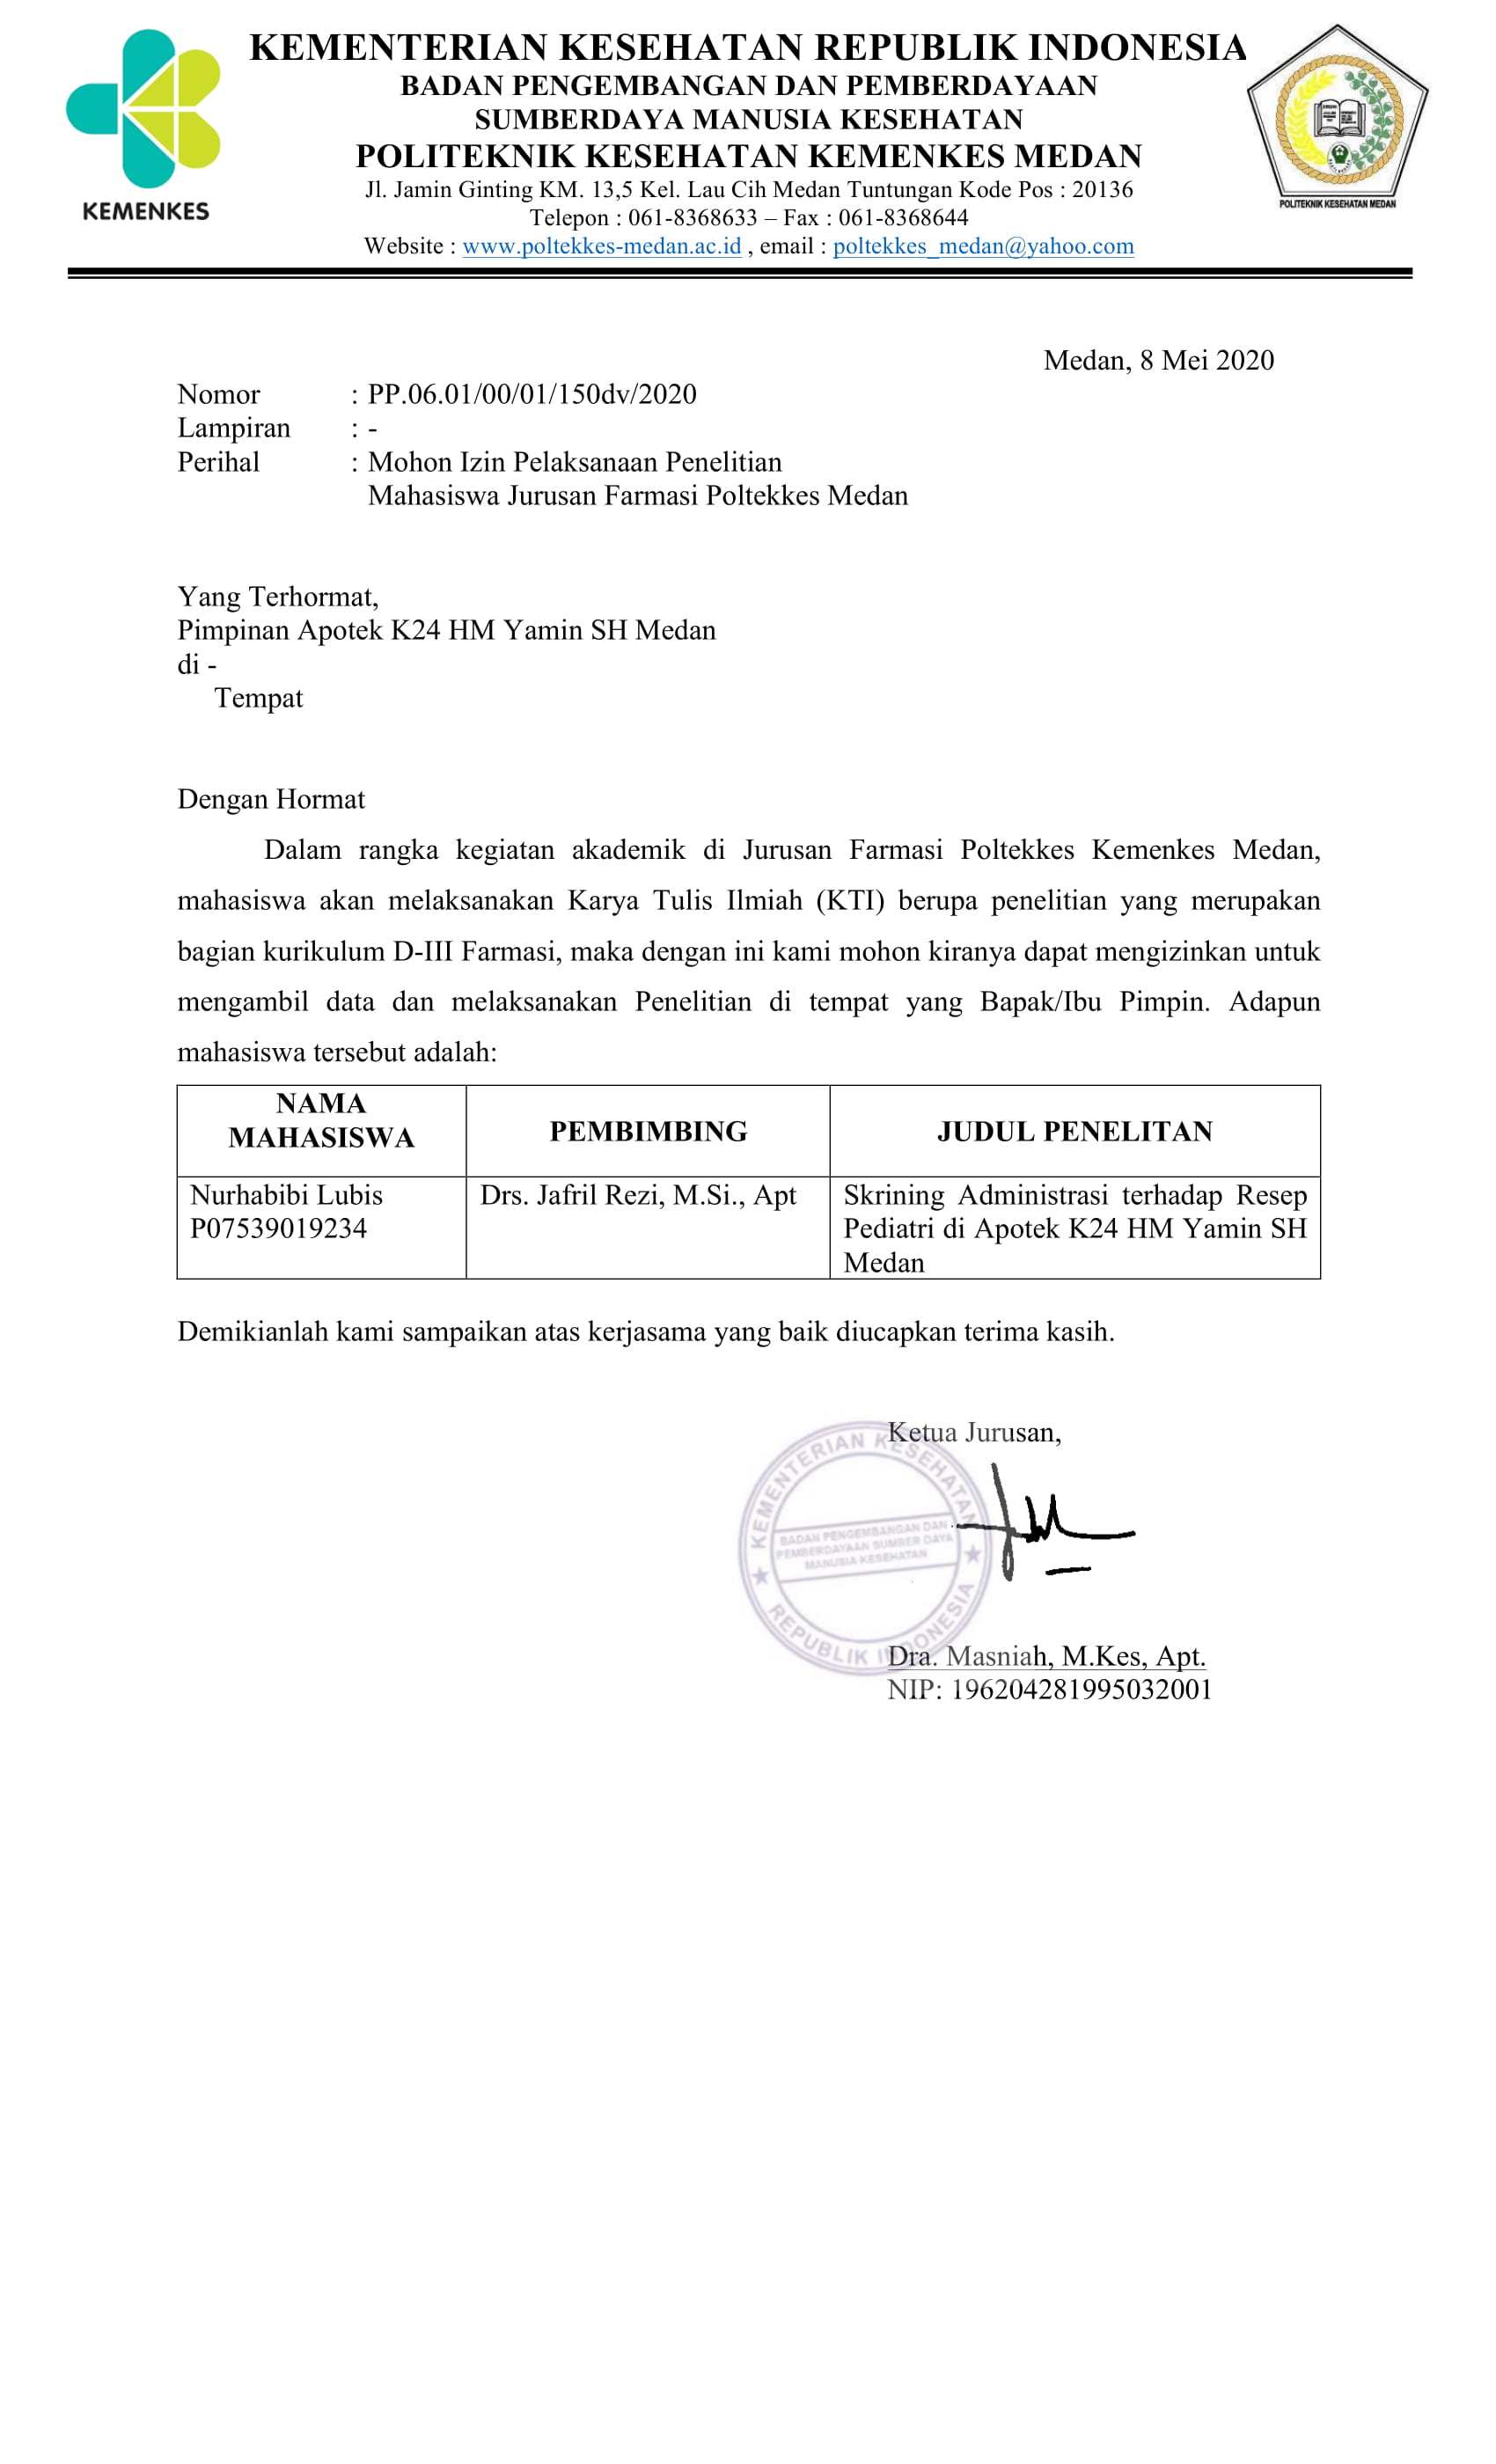 KEMENTERIAN KESEHATAN REPUBLIK INDONESIA
BADAN PENGEMBANGAN DAN PEMBERDAYAAN
SUMBERDAYA MANUSIA KESEHATAN
POLITEKNIK KESEHATAN KEMENKES MEDAN
Jl. Jamin Ginting KM. 13,5 Kel. Lau Cih Medan Tuntungan Kode Pos : 20136
Telepon : 061-8368633 – Fax : 061-8368644
Website : www.poltekkes-medan.ac.id , email : poltekkes_medan@yahoo.com
KEMENKES
POLITEKNIK KESEHATAN MEDAN
Medan, 8 Mei 2020
Nomor : PP.06.01/00/01/150dv/2020
Lampiran : -
Perihal : Mohon Izin Pelaksanaan Penelitian
Mahasiswa Jurusan Farmasi Poltekkes Medan
Yang Terhormat,
Pimpinan Apotek K24 HM Yamin SH Medan
di -
Tempat
Dengan Hormat
Dalam rangka kegiatan akademik di Jurusan Farmasi Poltekkes Kemenkes Medan,
mahasiswa akan melaksanakan Karya Tulis Ilmiah (KTI) berupa penelitian yang merupakan
bagian kurikulum D-III Farmasi, maka dengan ini kami mohon kiranya dapat mengizinkan untuk
mengambil data dan melaksanakan Penelitian di tempat yang Bapak/Ibu Pimpin. Adapun
mahasiswa tersebut adalah:
NAMA
MAHASISWA
PEMBIMBING
JUDUL PENELITAN
Nurhabibi Lubis
P07539019234
Drs. Jafril Rezi, M.Si., Apt
Skrining Administrasi terhadap Resep
Pediatri di Apotek K24 HM Yamin SH
Medan
Demikianlah kami sampaikan atas kerjasama yang baik diucapkan terima kasih.
Ketua Jurusan,
KEMENTERIAN KESEHATAN
BADAN PENGEMBANGAN DAN
PEMBERDAYAAN SUMBER DAYA
MANUSIA KESEHATAN
REPUBLIK INDONESIA
Dra. Masniah, M.Kes, Apt.
NIP: 196204281995032001